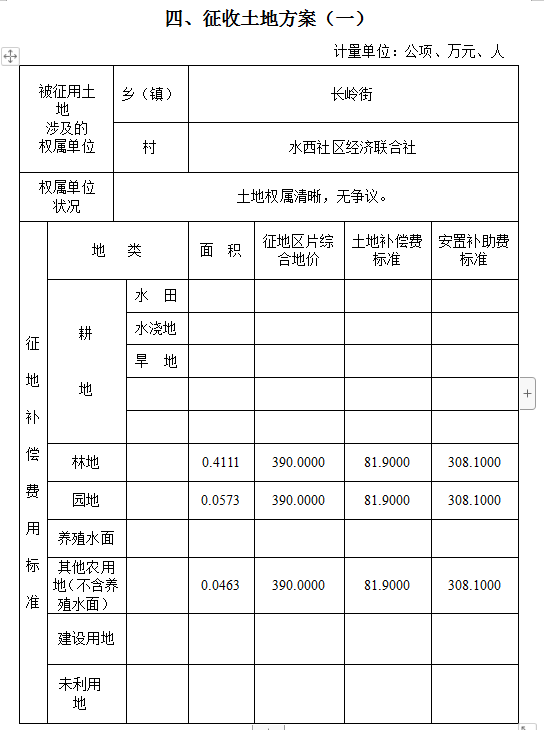 四、征收土地方案（一）
计量单位：公项、万元、人
被征用土
地
涉及的
权属单位
乡（镇）
长岭街
村
水西社区经济联合社
权属单位
状况
土地权属清晰，无争议。
征地补偿费用标准
地 类
面 积
征地区片综
合地价
土地补偿费
标准
安置补助费
标准
耕
地
水 田
水浇地
旱 地
林地
0.4111
390.0000
81.9000
308.1000
园地
0.0573
390.0000
81.9000
308.1000
养殖水面
其他农用
地（不含养
殖水面）
0.0463
390.0000
81.9000
308.1000
建设用地
未利用
地